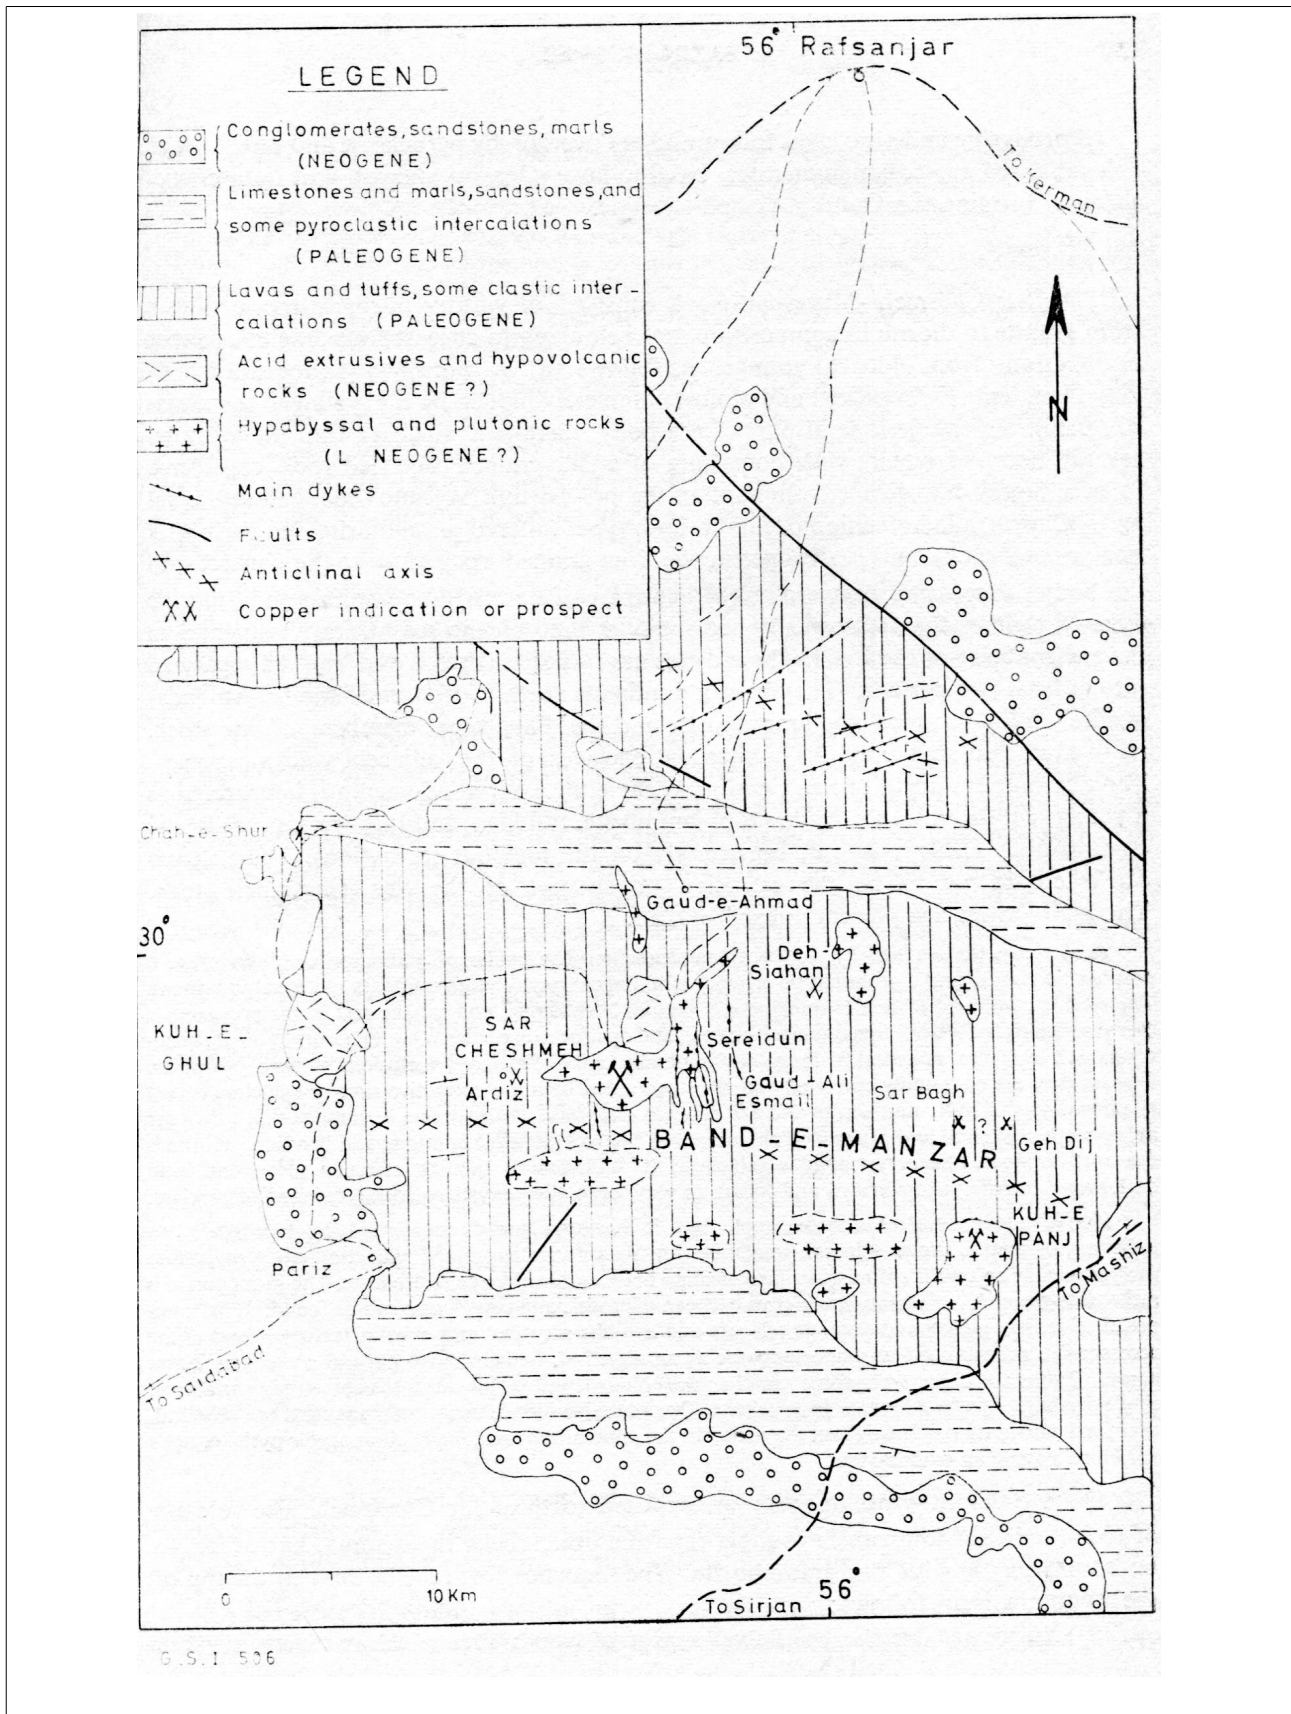 56° Rafsanjar
LEGEND
Conglomerates, sandstones, marls
(NEOGENE)
Limestones and marls, sandstones, and
some pyroclastic intercalations
(PALEOGENE)
Lavas and tuffs, some clastic inter-
calations (PALEOGENE)
Acid extrusives and hypovolcanic
rocks (NEOGENE?)
Hypabyssal and plutonic rocks
(L NEOGENE?)
Main dykes
Faults
Anticlinal axis
Copper indication or prospect
To Kerman
N
Chah-e-Shur
Gaud-e-Ahmad
30°
Deh-
Siahan
KUH-E-
GHUL
SAR
CHESHMEH
Sereidun
Ardiz
Gaud-Ali
Esmail
Sar Bagh
?
BAND-E-MANZAR
Geh Dij
KUH-E
PANJ
Pariz
To Mashiz
To Saidabad
0
10 Km
56°
To Sirjan
G.S.I 506